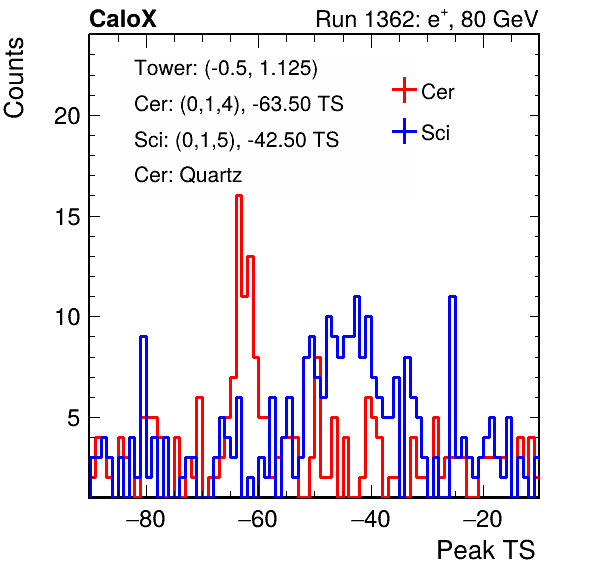 CaloX Run 1362: e⁺, 80 GeV
Counts
Tower: (-0.5, 1.125)
Cer: (0,1,4), -63.50 TS
Sci: (0,1,5), -42.50 TS
Cer: Quartz
Cer
Sci
20
15
10
5
−80 −60 −40 −20
Peak TS